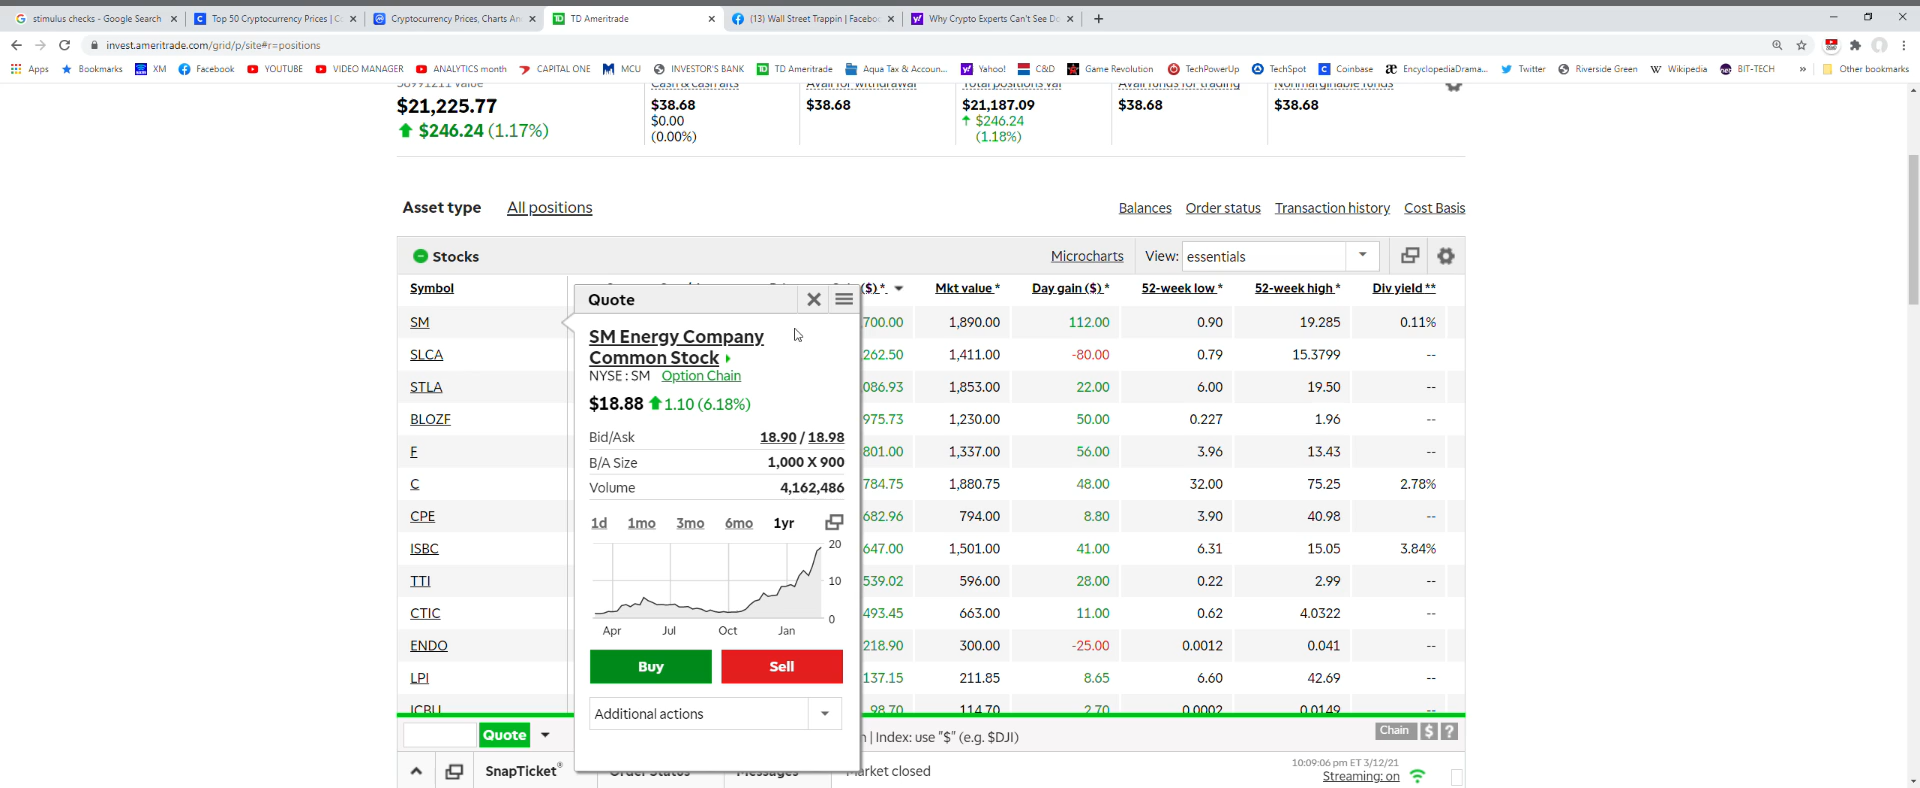 stimulus checks - Google Search
Top 50 Cryptocurrency Prices | C
Cryptocurrency Prices, Charts An
TD Ameritrade
(13) Wall Street Trappin | Facebo
Why Crypto Experts Can't See D
invest.ameritrade.com/grid/p/site#r=positions
Apps Bookmarks XM Facebook YOUTUBE VIDEO MANAGER ANALYTICS month CAPITAL ONE MCU INVESTOR'S BANK TD Ameritrade Aqua Tax & Accoun... Yahoo! C&D Game Revolution TechPowerUp TechSpot Coinbase EncyclopediaDrama... Twitter Riverside Green Wikipedia BIT-TECH » Other bookmarks
$21,225.77 $38.68 $38.68 $21,187.09 $38.68 $38.68
$246.24 (1.17%) $0.00 $246.24
(0.00%) (1.18%)
Asset type All positions Balances Order status Transaction history Cost Basis
Stocks Microcharts View: essentials
Symbol ($)* Mkt value* Day gain ($)* 52-week low* 52-week high* Div yield**
SM 700.00 1,890.00 112.00 0.90 19.285 0.11%
SLCA 262.50 1,411.00 -80.00 0.79 15.3799 --
STLA 086.93 1,853.00 22.00 6.00 19.50 --
BLOZF 975.73 1,230.00 50.00 0.227 1.96 --
F 801.00 1,337.00 56.00 3.96 13.43 --
C 784.75 1,880.75 48.00 32.00 75.25 2.78%
CPE 682.96 794.00 8.80 3.90 40.98 --
ISBC 647.00 1,501.00 41.00 6.31 15.05 3.84%
TTI 539.02 596.00 28.00 0.22 2.99 --
CTIC 493.45 663.00 11.00 0.62 4.0322 --
ENDO 218.90 300.00 -25.00 0.0012 0.041 --
LPI 137.15 211.85 8.65 6.60 42.69 --
ICBU 98.70 114.70 2.70 0.0002 0.0149 --
Quote
SM Energy Company
Common Stock
NYSE: SM Option Chain
$18.88 1.10 (6.18%)
Bid/Ask 18.90 / 18.98
B/A Size 1,000 X 900
Volume 4,162,486
1d 1mo 3mo 6mo 1yr
20
10
0
Apr Jul Oct Jan
Buy Sell
Additional actions
Quote | Index: use "$" (e.g. $DJI) Chain $ ?
SnapTicket® Order Status Messages Market closed
10:09:06 pm ET 3/12/21
Streaming: on